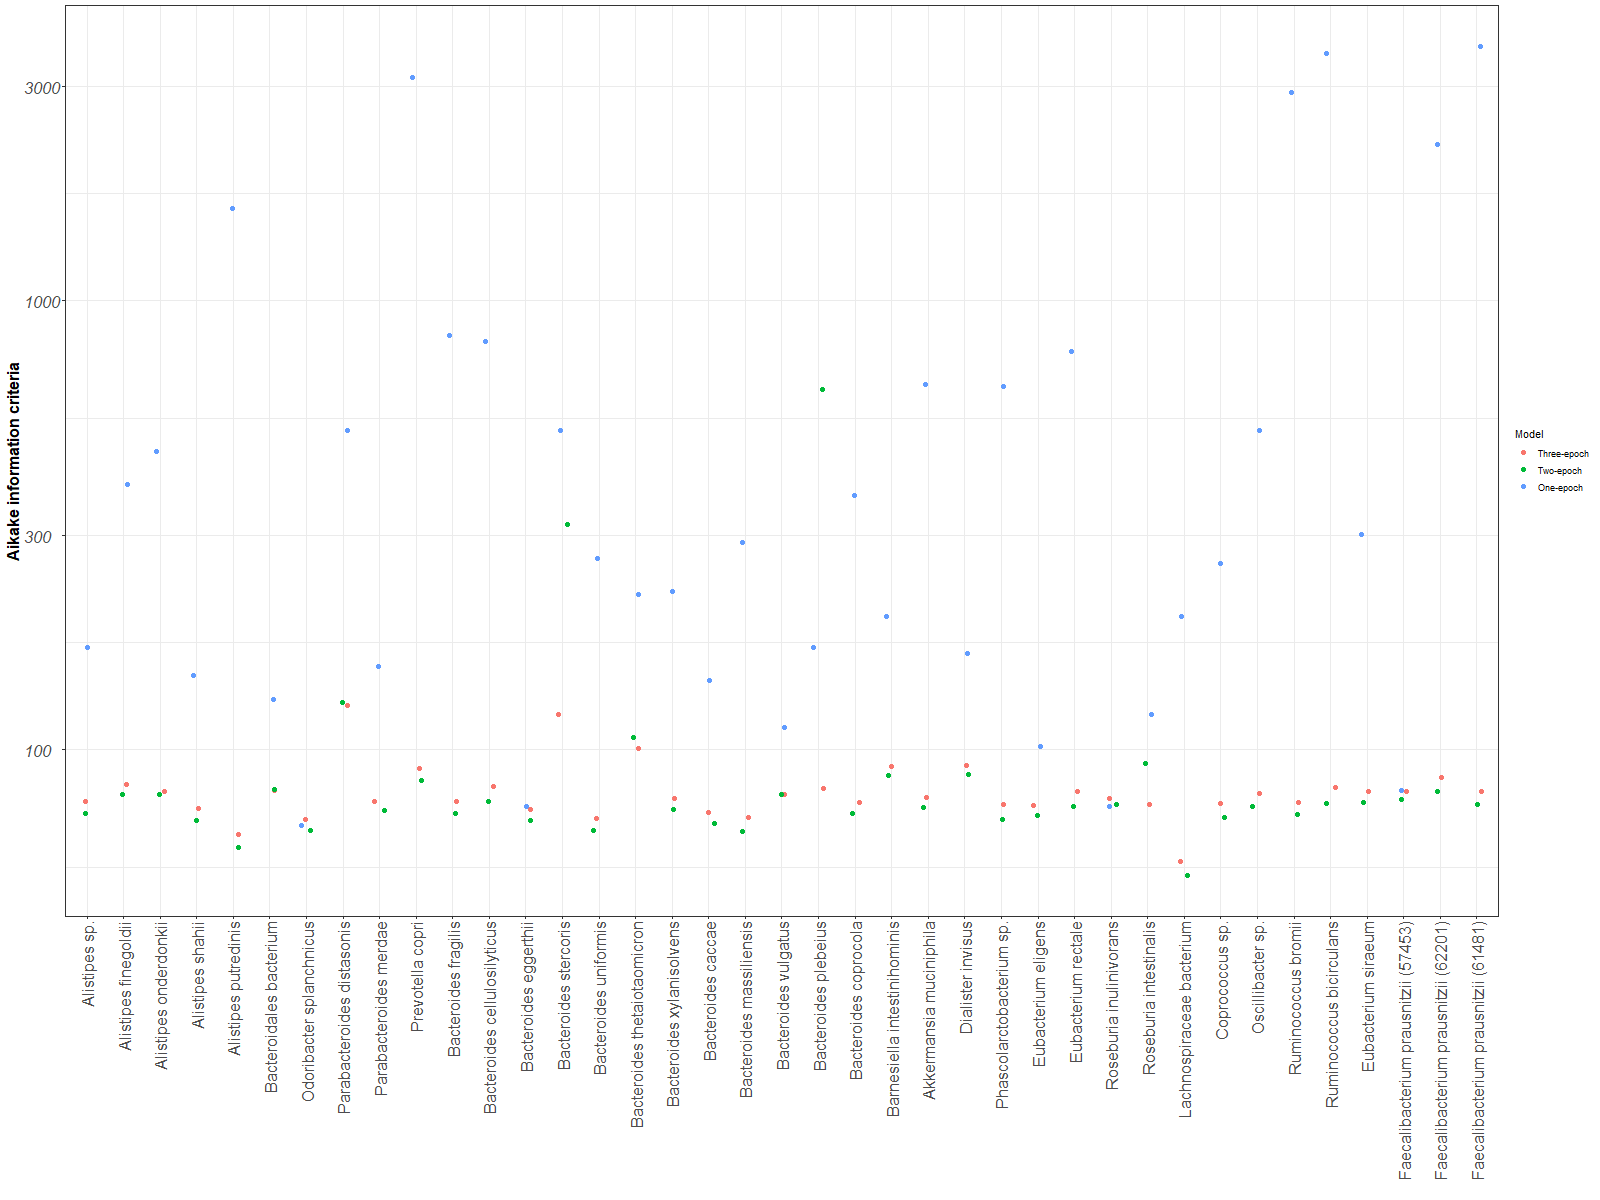 Aikake information criteria
3000
1000
300
100
Alistipes sp.
Alistipes finegoldii
Alistipes onderdonkii
Alistipes shahii
Alistipes putredinis
Bacteroidales bacterium
Odoribacter splanchnicus
Parabacteroides distasonis
Parabacteroides merdae
Prevotella copri
Bacteroides fragilis
Bacteroides cellulosilyticus
Bacteroides eggerthii
Bacteroides stercoris
Bacteroides uniformis
Bacteroides thetaiotaomicron
Bacteroides xylanisolvens
Bacteroides caccae
Bacteroides massiliensis
Bacteroides vulgatus
Bacteroides plebeius
Bacteroides coprocola
Barnesiella intestinihominis
Akkermansia muciniphila
Dialister invisus
Phascolarctobacterium sp.
Eubacterium eligens
Eubacterium rectale
Roseburia inulinivorans
Roseburia intestinalis
Lachnospiraceae bacterium
Coprococcus sp.
Oscillibacter sp.
Ruminococcus bromii
Ruminococcus bicirculans
Eubacterium siraeum
Faecalibacterium prausnitzii (57453)
Faecalibacterium prausnitzii (62201)
Faecalibacterium prausnitzii (61481)
Model
Three-epoch
Two-epoch
One-epoch